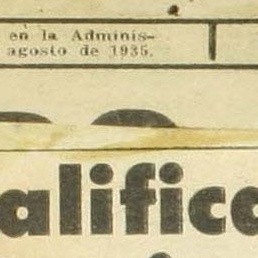 en la Adminis-
agosto de 1935.
alifica